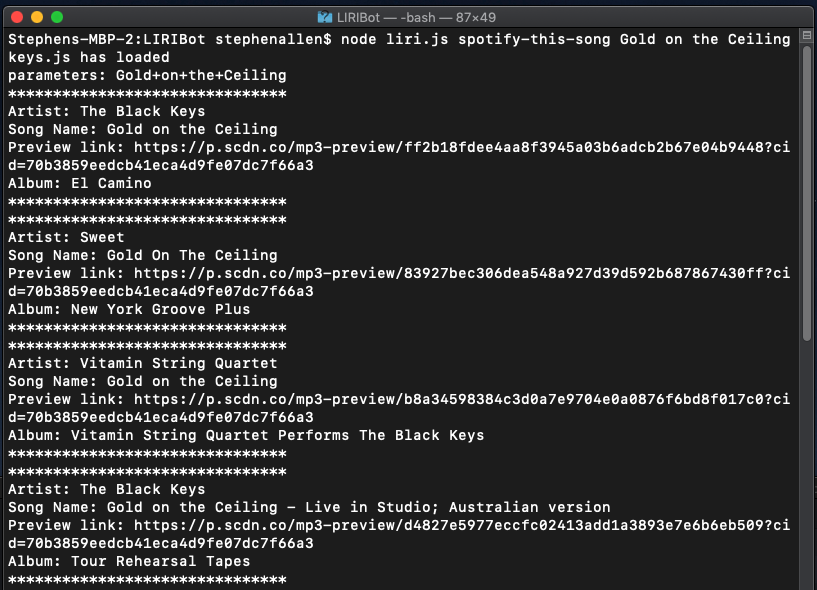 LIRIBot — -bash — 87×49
Stephens-MBP-2:LIRIBot stephenallen$ node liri.js spotify-this-song Gold on the Ceiling
keys.js has loaded
parameters: Gold+on+the+Ceiling
*******************************
Artist: The Black Keys
Song Name: Gold on the Ceiling
Preview link: https://p.scdn.co/mp3-preview/ff2b18fdee4aa8f3945a03b6adcb2b67e04b9448?ci
d=70b3859eedcb41eca4d9fe07dc7f66a3
Album: El Camino
*******************************
*******************************
Artist: Sweet
Song Name: Gold On The Ceiling
Preview link: https://p.scdn.co/mp3-preview/83927bec306dea548a927d39d592b687867430ff?ci
d=70b3859eedcb41eca4d9fe07dc7f66a3
Album: New York Groove Plus
*******************************
*******************************
Artist: Vitamin String Quartet
Song Name: Gold on the Ceiling
Preview link: https://p.scdn.co/mp3-preview/b8a34598384c3d0a7e9704e0a0876f6bd8f017c0?ci
d=70b3859eedcb41eca4d9fe07dc7f66a3
Album: Vitamin String Quartet Performs The Black Keys
*******************************
*******************************
Artist: The Black Keys
Song Name: Gold on the Ceiling - Live in Studio; Australian version
Preview link: https://p.scdn.co/mp3-preview/d4827e5977eccfc02413add1a3893e7e6b6eb509?ci
d=70b3859eedcb41eca4d9fe07dc7f66a3
Album: Tour Rehearsal Tapes
*******************************